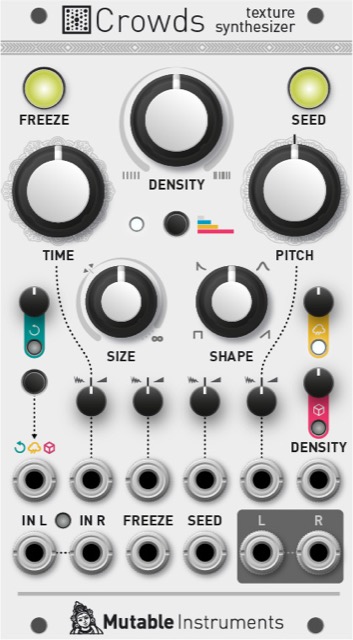 Crowds
texture
synthesizer
FREEZE
SEED
DENSITY
TIME
PITCH
SIZE
∞
SHAPE
DENSITY
IN L
IN R
FREEZE
SEED
L
R
Mutable Instruments